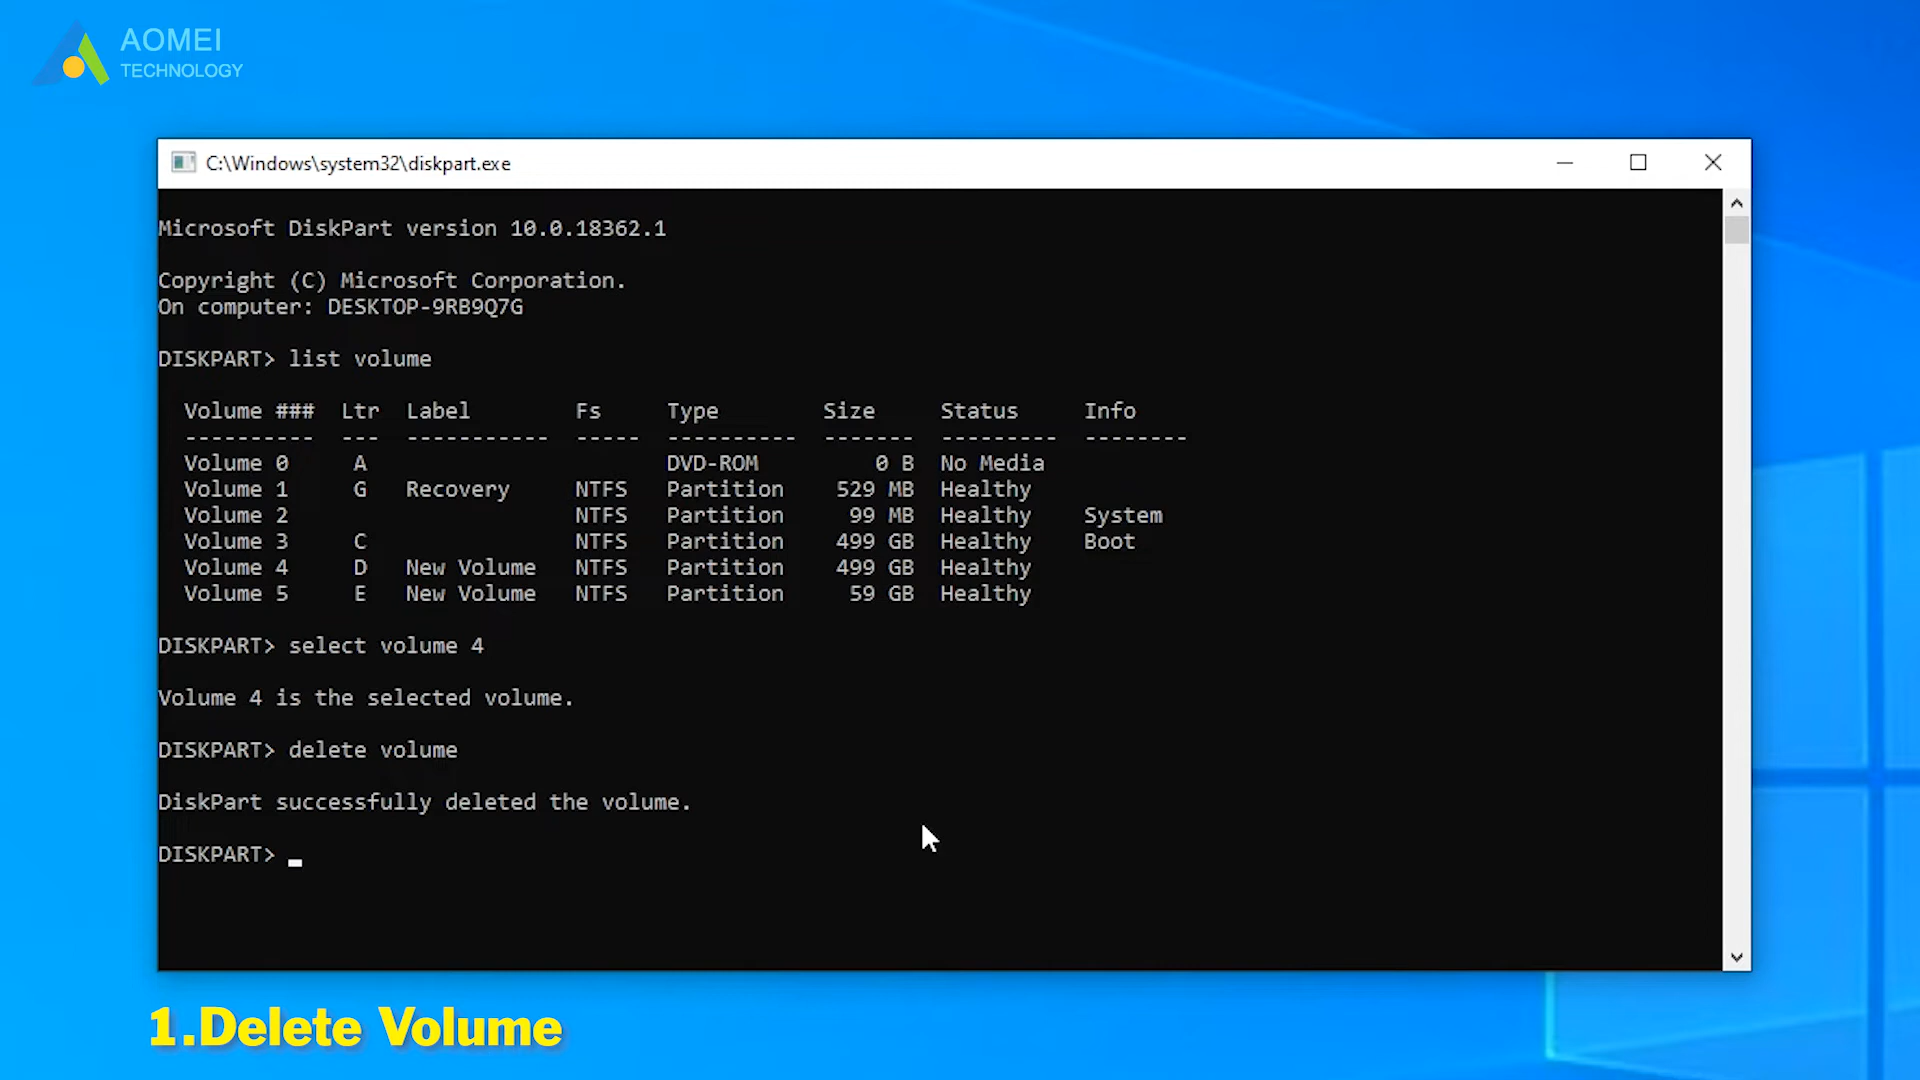 AOMEI
TECHNOLOGY
C:\Windows\system32\diskpart.exe
Microsoft DiskPart version 10.0.18362.1
Copyright (C) Microsoft Corporation.
On computer: DESKTOP-9RB9Q7G
DISKPART> list volume
Volume ### Ltr Label Fs Type Size Status Info
---------- --- ----------- ----- ---------- ------- --------- --------
Volume 0 A DVD-ROM 0 B No Media
Volume 1 G Recovery NTFS Partition 529 MB Healthy
Volume 2 NTFS Partition 99 MB Healthy System
Volume 3 C NTFS Partition 499 GB Healthy Boot
Volume 4 D New Volume NTFS Partition 499 GB Healthy
Volume 5 E New Volume NTFS Partition 59 GB Healthy
DISKPART> select volume 4
Volume 4 is the selected volume.
DISKPART> delete volume
DiskPart successfully deleted the volume.
DISKPART>
1.Delete Volume